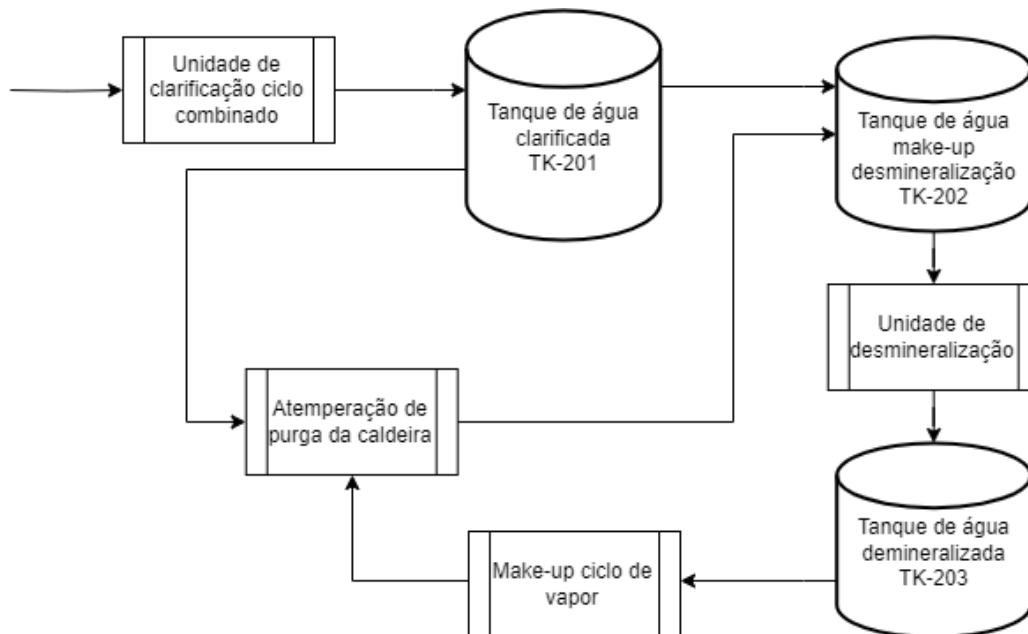 Unidade de
clarificação ciclo
combinado
Tanque de água
clarificada
TK-201
Tanque de água
make-up
desmineralização
TK-202
Unidade de
desmineralização
Atemperação de
purga da caldeira
Tanque de água
demineralizada
TK-203
Make-up ciclo de
vapor